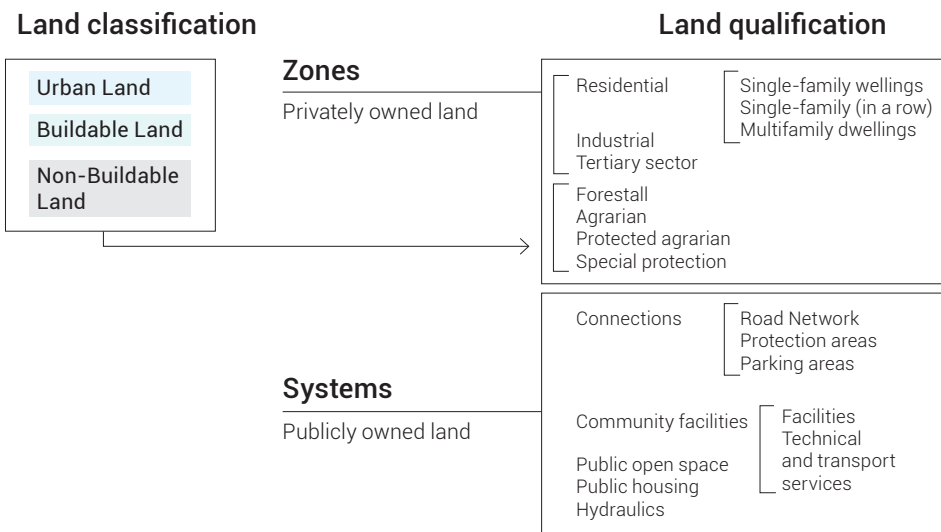 Land classification
Land qualification
Urban Land
Buildable Land
Non-Buildable
Land
Zones
Privately owned land
Residential
Single-family wellings
Single-family (in a row)
Multifamily dwellings
Industrial
Tertiary sector
Forestall
Agrarian
Protected agrarian
Special protection
Systems
Publicly owned land
Connections
Road Network
Protection areas
Parking areas
Community facilities
Facilities
Technical
and transport
services
Public open space
Public housing
Hydraulics